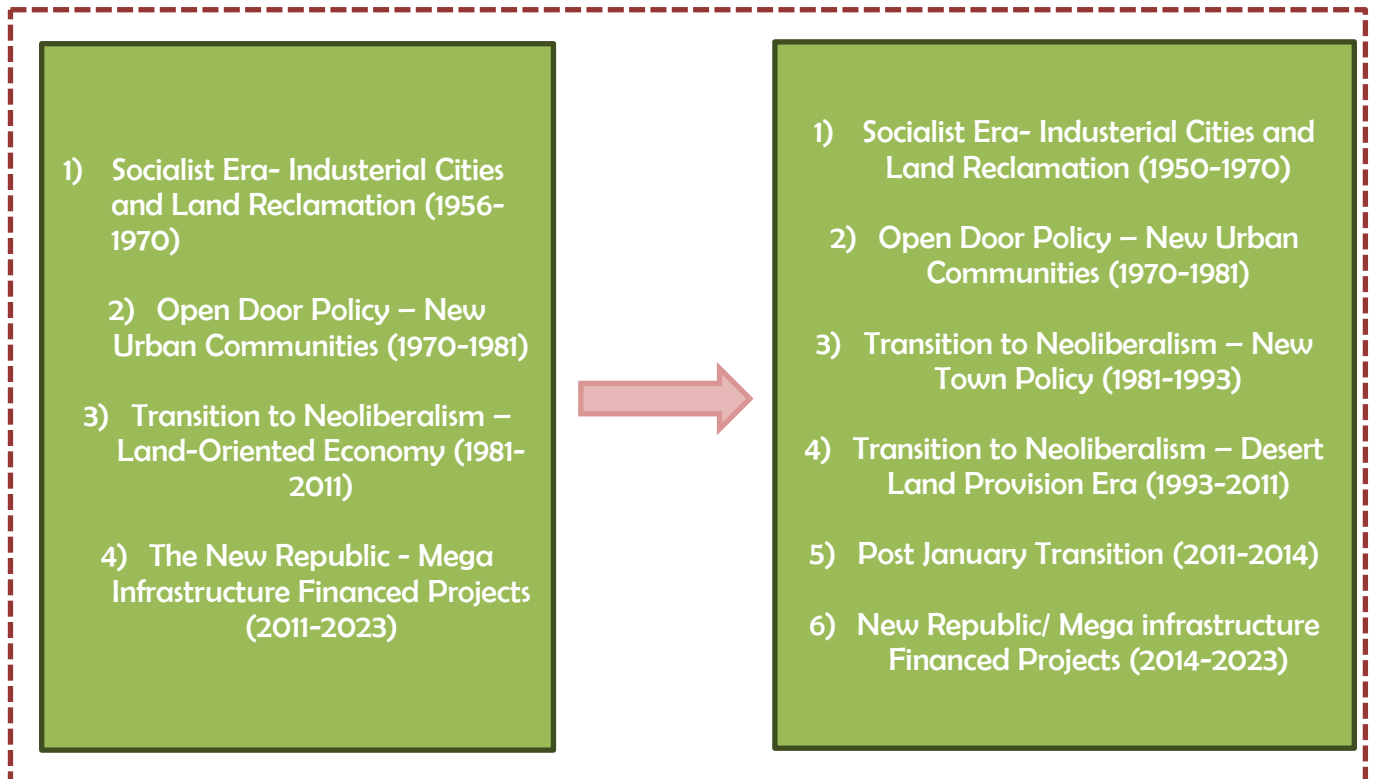 1) Socialist Era- Industerial Cities
and Land Reclamation (1956-
1970)
2) Open Door Policy – New
Urban Communities (1970-1981)
3) Transition to Neoliberalism –
Land-Oriented Economy (1981-
2011)
4) The New Republic - Mega
Infrastructure Financed Projects
(2011-2023)
1) Socialist Era- Industerial Cities and
Land Reclamation (1950-1970)
2) Open Door Policy – New Urban
Communities (1970-1981)
3) Transition to Neoliberalism – New
Town Policy (1981-1993)
4) Transition to Neoliberalism – Desert
Land Provision Era (1993-2011)
5) Post January Transition (2011-2014)
6) New Republic/ Mega infrastructure
Financed Projects (2014-2023)